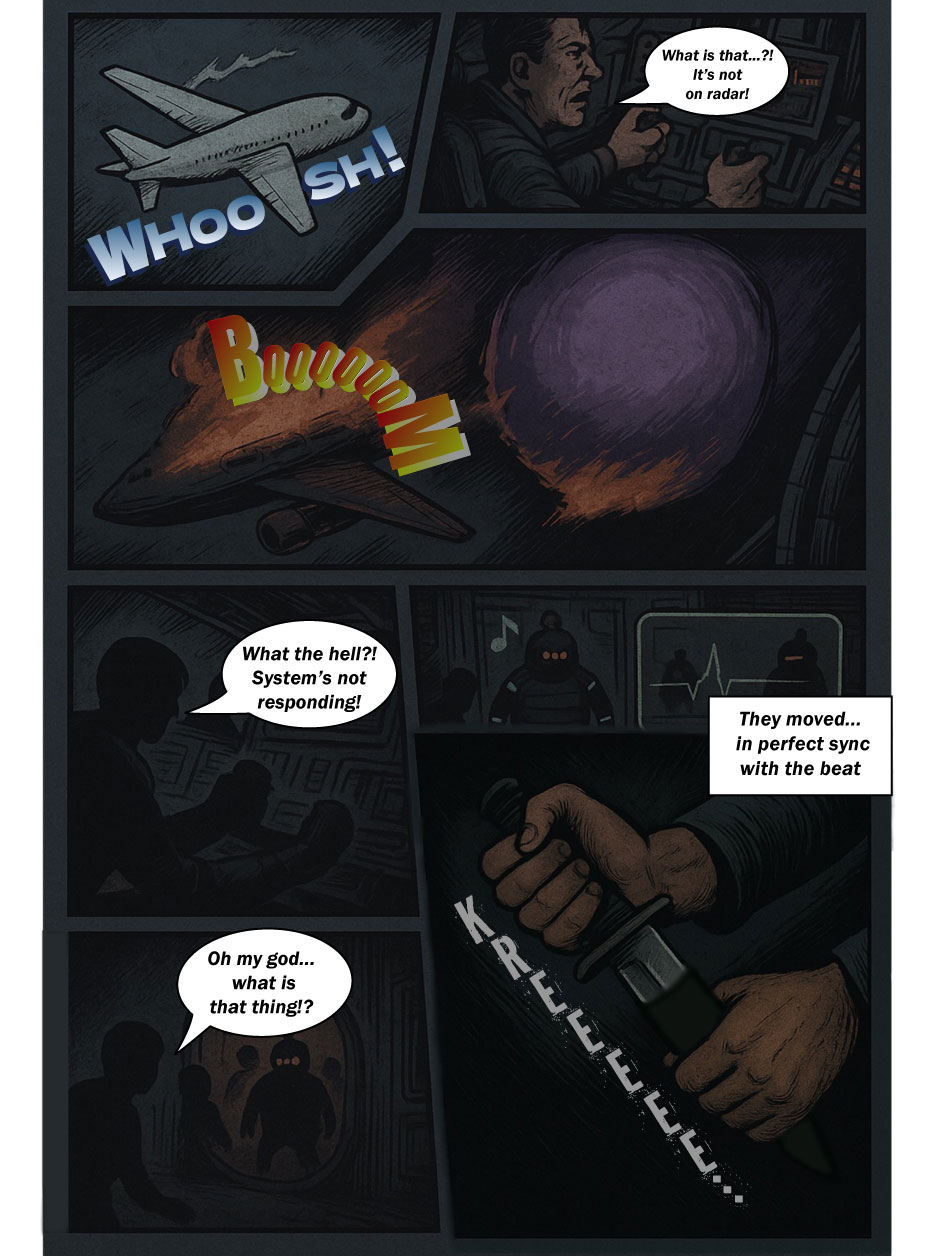 WHOOSH!
What is that...?!
It's not
on radar!
BOOOOOOOM
What the hell?!
System's not
responding!
They moved...
in perfect sync
with the beat
KREEEEEE...
Oh my god...
what is
that thing!?